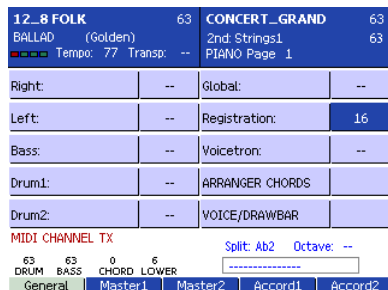 12_8 FOLK 63 CONCERT_GRAND 63
BALLAD (Golden) 2nd: Strings1 63
Tempo: 77 Transp: -- PIANO Page 1
Right: -- Global: --
Left: -- Registration: 16
Bass: -- Voicetron: --
Drum1: -- ARRANGER CHORDS
Drum2: -- VOICE/DRAWBAR
MIDI CHANNEL TX
Split: Ab2 Octave: --
63 63 0 6
DRUM BASS CHORD LOWER ---------------
General Master1 Master2 Accord1 Accord2